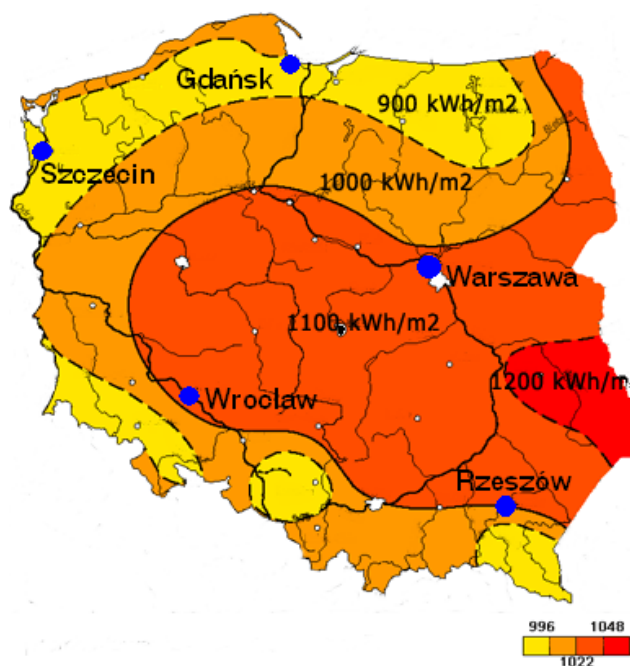 Gdańsk
900 kWh/m2
Szczecin
1000 kWh/m2
Warszawa
1100 kWh/m2
1200 kWh/m
Wrocław
Rzeszów
996 1048
1022